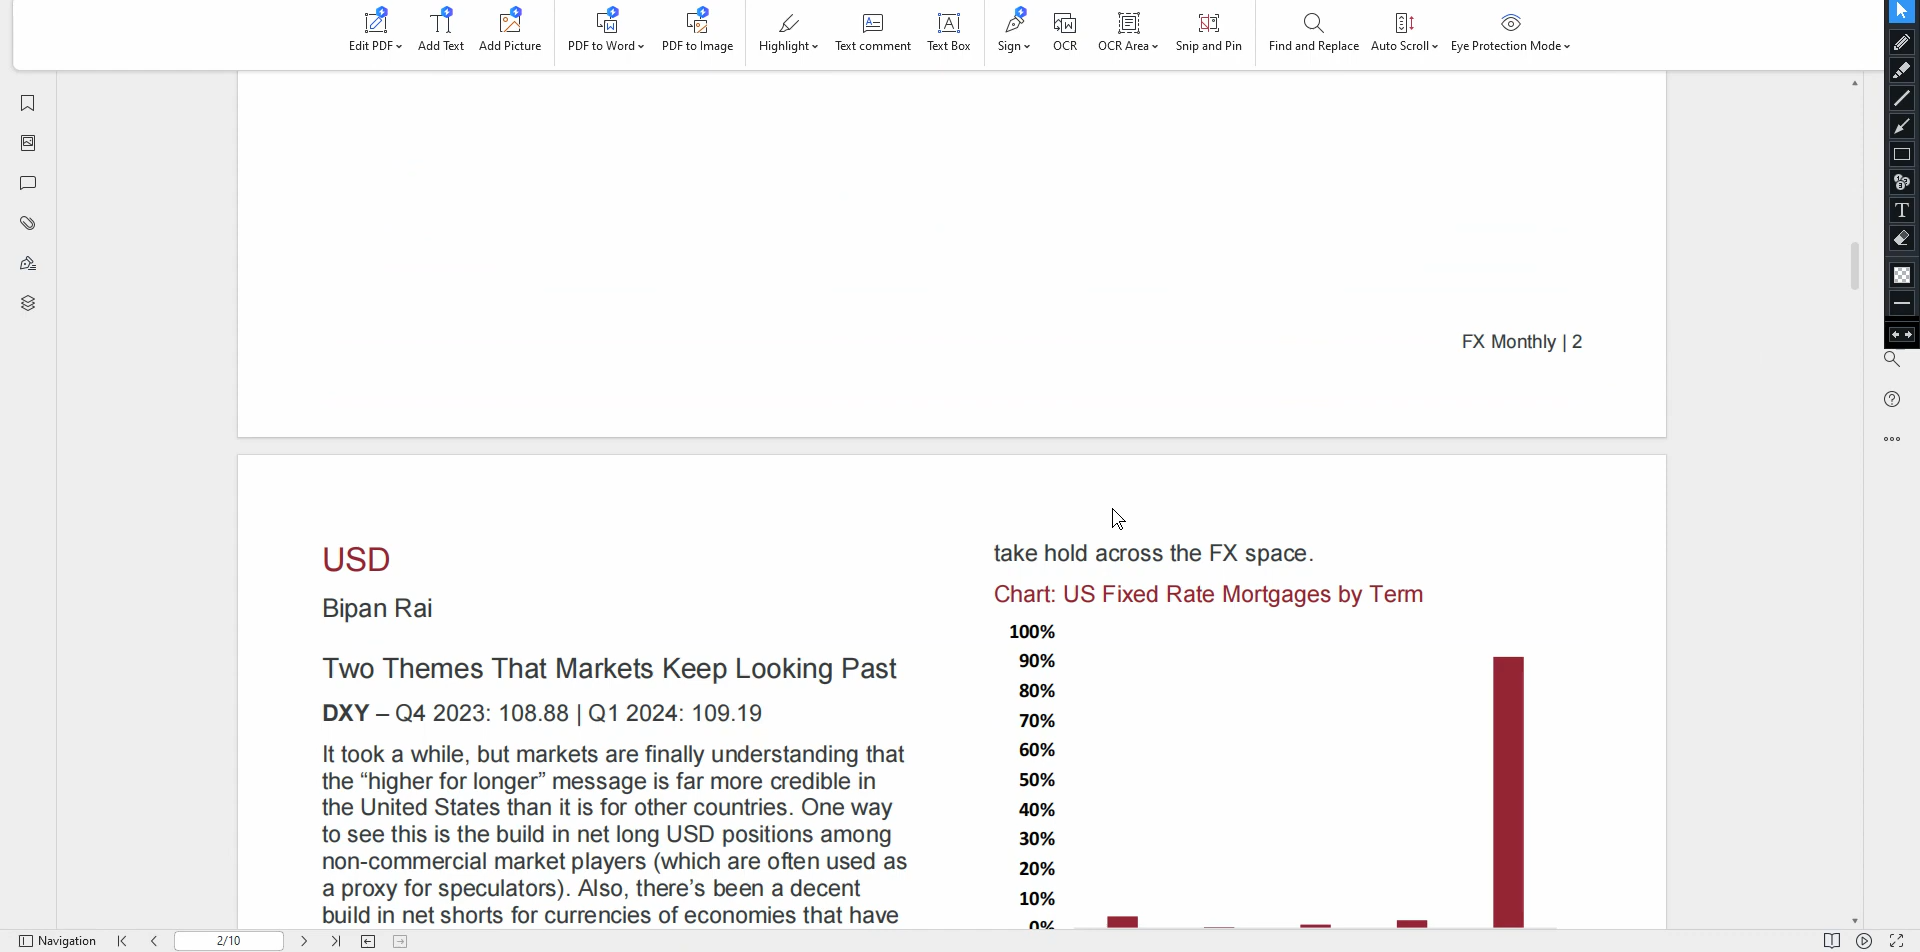 Edit PDF
Add Text
Add Picture
PDF to Word
PDF to Image
Highlight
Text comment
Text Box
Sign
OCR
OCR Area
Snip and Pin
Find and Replace
Auto Scroll
Eye Protection Mode
FX Monthly | 2
USD
Bipan Rai
Two Themes That Markets Keep Looking Past
DXY – Q4 2023: 108.88 | Q1 2024: 109.19
It took a while, but markets are finally understanding that
the “higher for longer” message is far more credible in
the United States than it is for other countries. One way
to see this is the build in net long USD positions among
non-commercial market players (which are often used as
a proxy for speculators). Also, there’s been a decent
build in net shorts for currencies of economies that have
take hold across the FX space.
Chart: US Fixed Rate Mortgages by Term
100%
90%
80%
70%
60%
50%
40%
30%
20%
10%
0%
Navigation
2/10